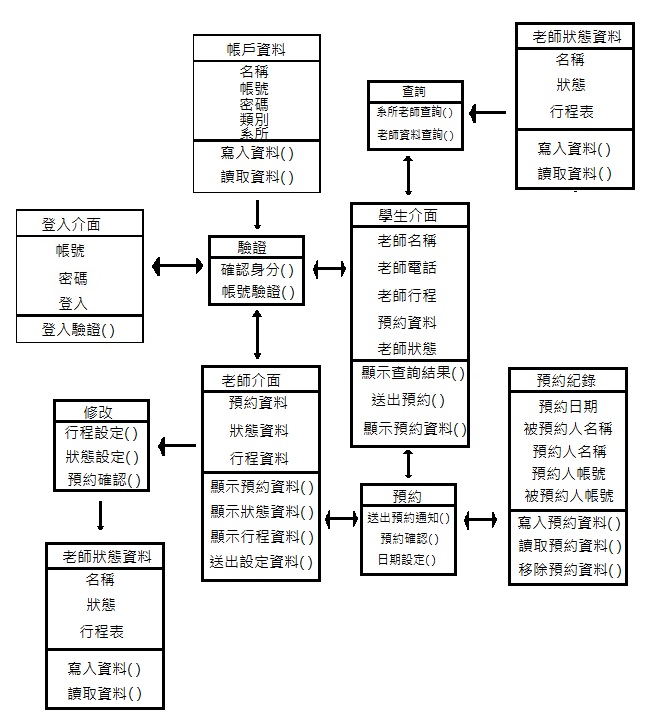 帳戶資料
名稱
帳號
密碼
類別
系所
寫入資料()
讀取資料()
查詢
系所老師查詢()
老師資料查詢()
老師狀態資料
名稱
狀態
行程表
寫入資料()
讀取資料()
登入介面
帳號
密碼
登入
登入驗證()
驗證
確認身分()
帳號驗證()
學生介面
老師名稱
老師電話
老師行程
預約資料
老師狀態
顯示查詢結果()
送出預約()
顯示預約資料()
修改
行程設定()
狀態設定()
預約確認()
老師介面
預約資料
狀態資料
行程資料
顯示預約資料()
顯示狀態資料()
顯示行程資料()
送出設定資料()
預約
送出預約通知()
預約確認()
日期設定()
預約紀錄
預約日期
被預約人名稱
預約人名稱
預約人帳號
被預約人帳號
寫入預約資料()
讀取預約資料()
移除預約資料()
老師狀態資料
名稱
狀態
行程表
寫入資料()
讀取資料()